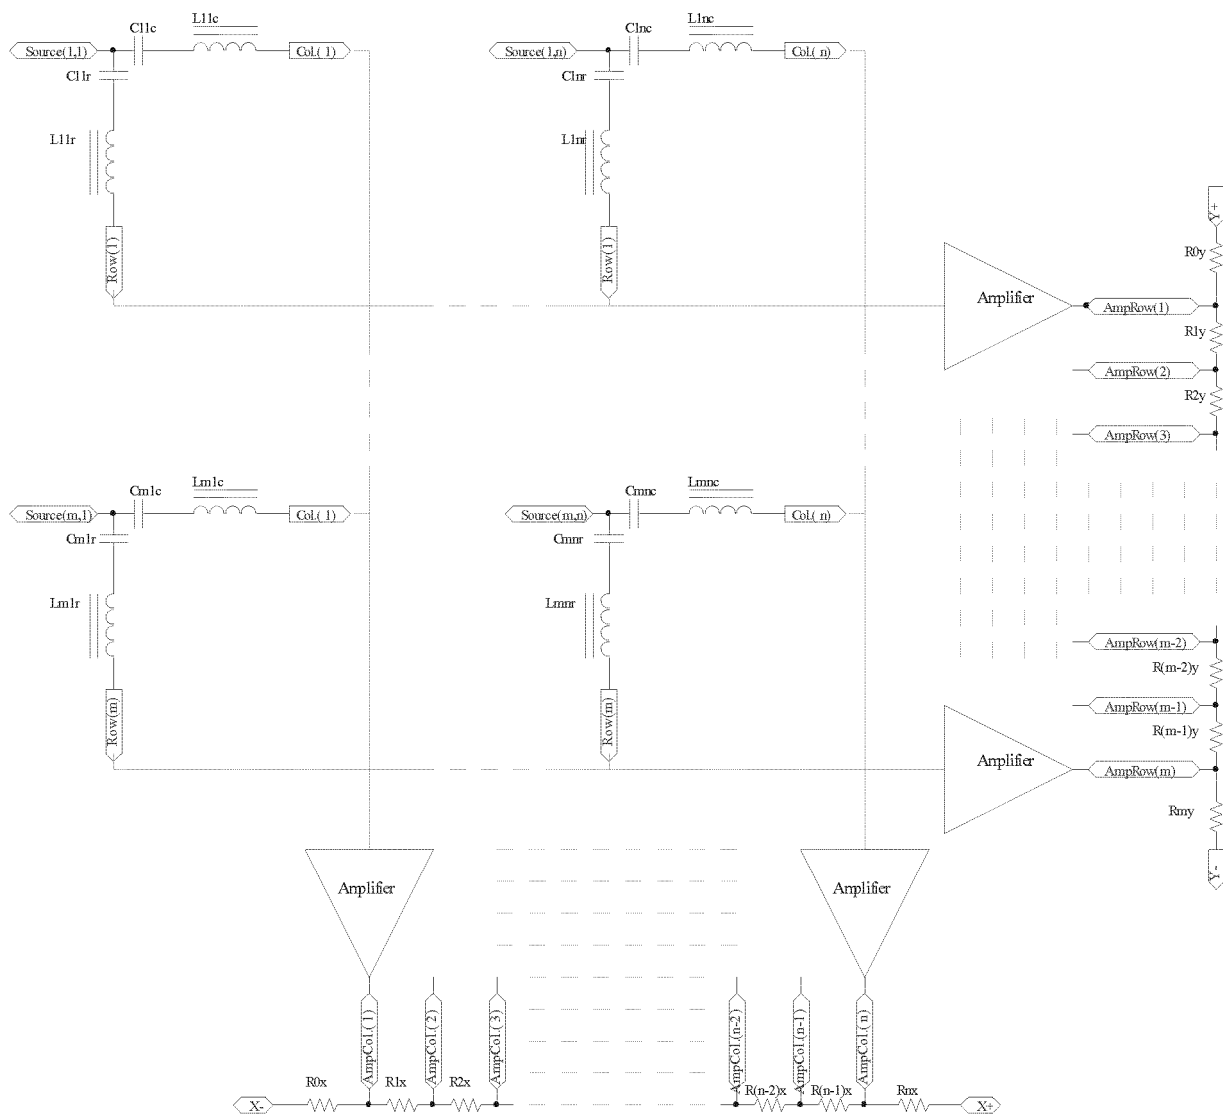 L11c
C11c
L1nc
C1nc
Source(1,1)
Col.( 1)
Source(1,n)
Col.( n)
C11r
C1nr
L11r
L1nr
Row(1)
Row(1)
Y+
R0y
Amplifier
AmpRow(1)
R1y
AmpRow(2)
R2y
AmpRow(3)
Lm1c
Cm1c
Lmnc
Cmnc
Source(m,1)
Col.( 1)
Source(m,n)
Col.( n)
Cm1r
Cmnr
Lm1r
Lmnr
AmpRow(m-2)
R(m-2)y
Row(m)
Row(m)
AmpRow(m-1)
R(m-1)y
Amplifier
AmpRow(m)
Rmy
Y-
Amplifier
Amplifier
AmpCol.( 1)
AmpCol.( 2)
AmpCol.( 3)
AmpCol.(n-2)
AmpCol.(n-1)
AmpCol.( n)
R0x
R1x
R2x
R(n-2)x
R(n-1)x
Rnx
X-
X+